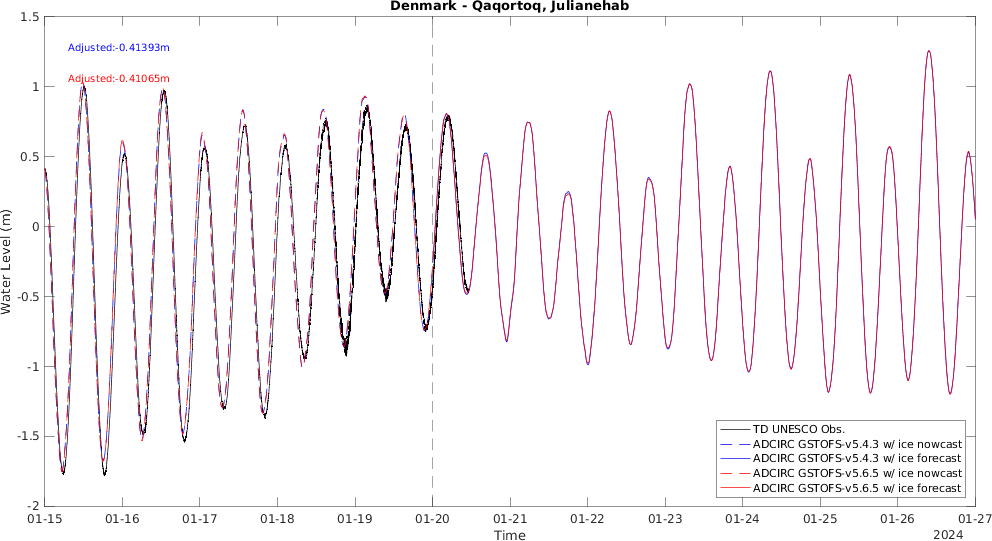 Denmark - Qaqortoq, Julianehab
1.5
Adjusted:-0.41393m
Adjusted:-0.41065m
1
0.5
0
-0.5
-1
-1.5
-2
Water Level (m)
TD UNESCO Obs.
ADCIRC GSTOFS-v5.4.3 w/ ice nowcast
ADCIRC GSTOFS-v5.4.3 w/ ice forecast
ADCIRC GSTOFS-v5.6.5 w/ ice nowcast
ADCIRC GSTOFS-v5.6.5 w/ ice forecast
01-15 01-16 01-17 01-18 01-19 01-20 01-21 01-22 01-23 01-24 01-25 01-26 01-27
Time
2024